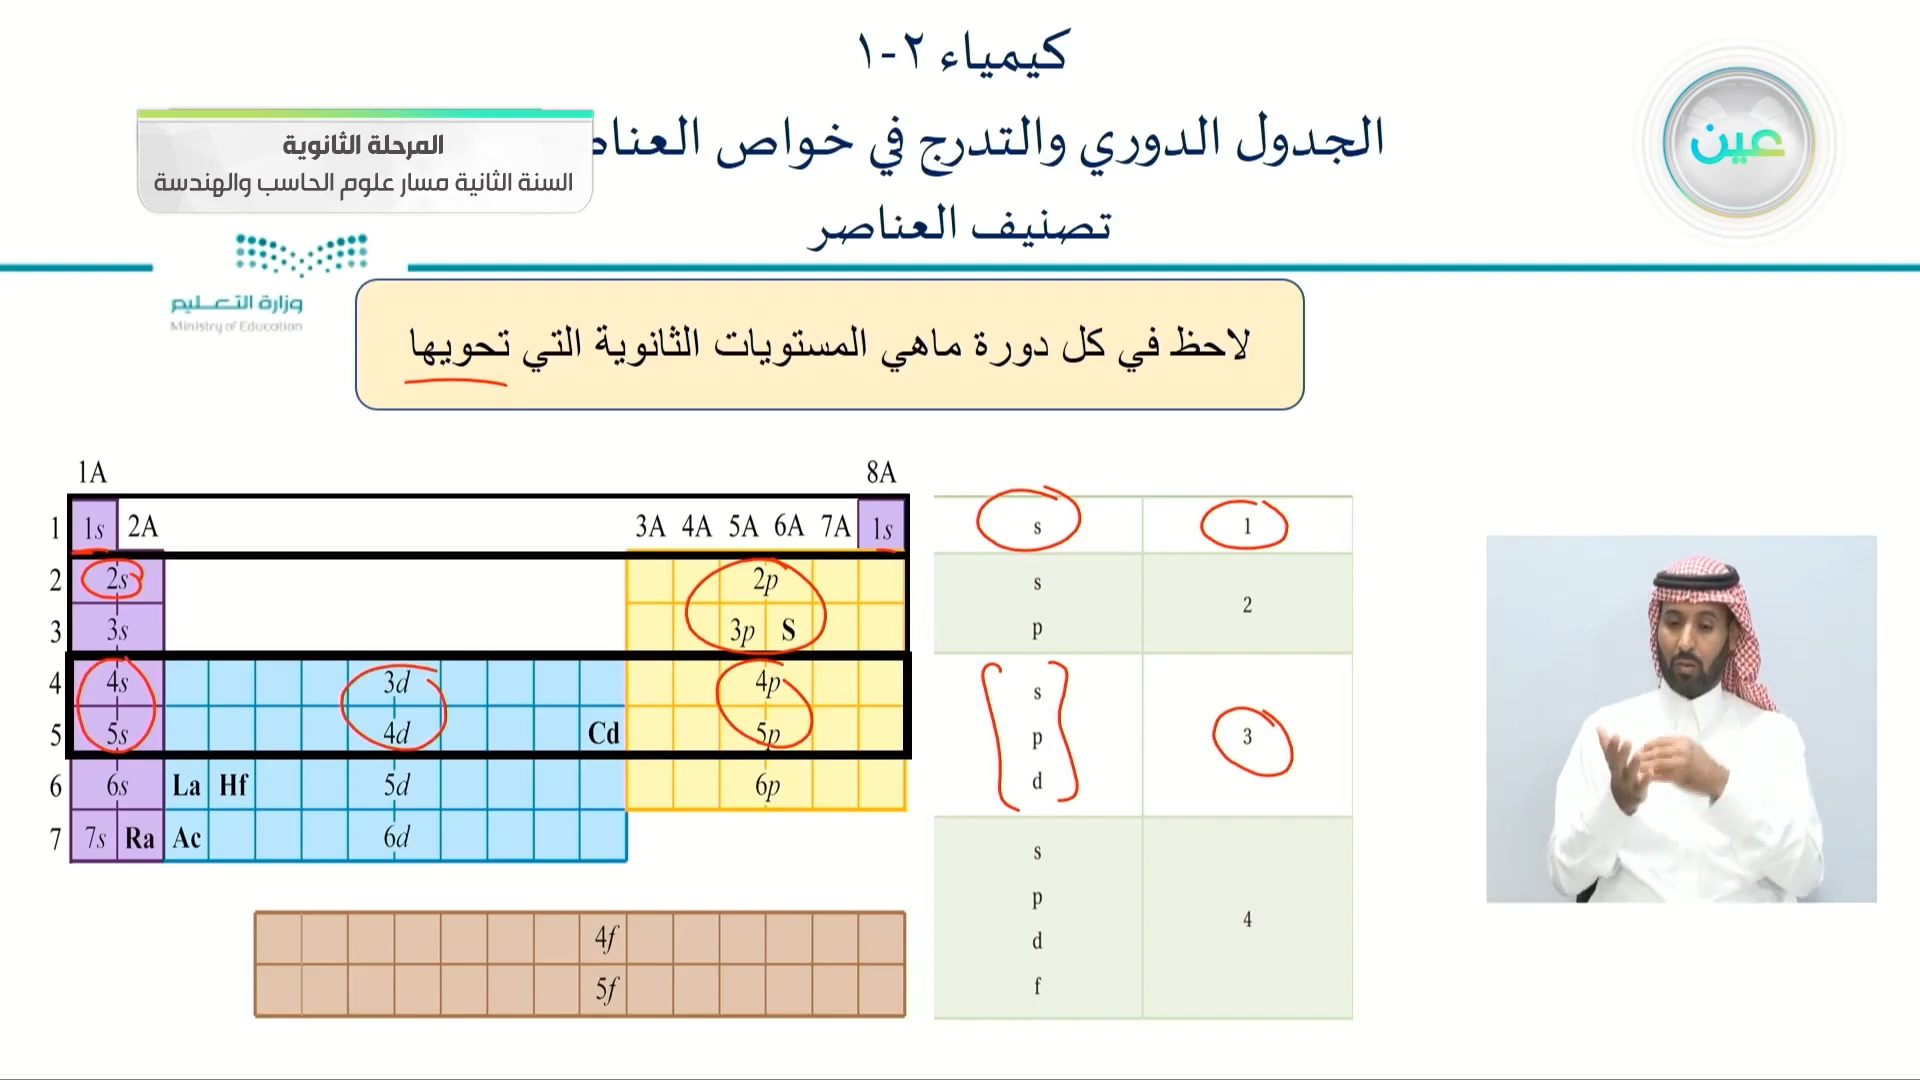 كيمياء ٢-١
الجدول الدوري والتدرج في خواص العناص
المرحلة الثانوية
السنة الثانية مسار علوم الحاسب والهندسة
عين
تصنيف العناصر
وزارة التعليم
Ministry of Education
لاحظ في كل دورة ماهي المستويات الثانوية التي تحويها
1A 8A
1 1s 2A 3A 4A 5A 6A 7A 1s
2 2s 2p
3 3s 3p S
4 4s 3d 4p
5 5s 4d Cd 5p
6 6s La Hf 5d 6p
7 7s Ra Ac 6d
4f
5f
s 1
s
p
2
s
p
d
3
s
p
d
f
4